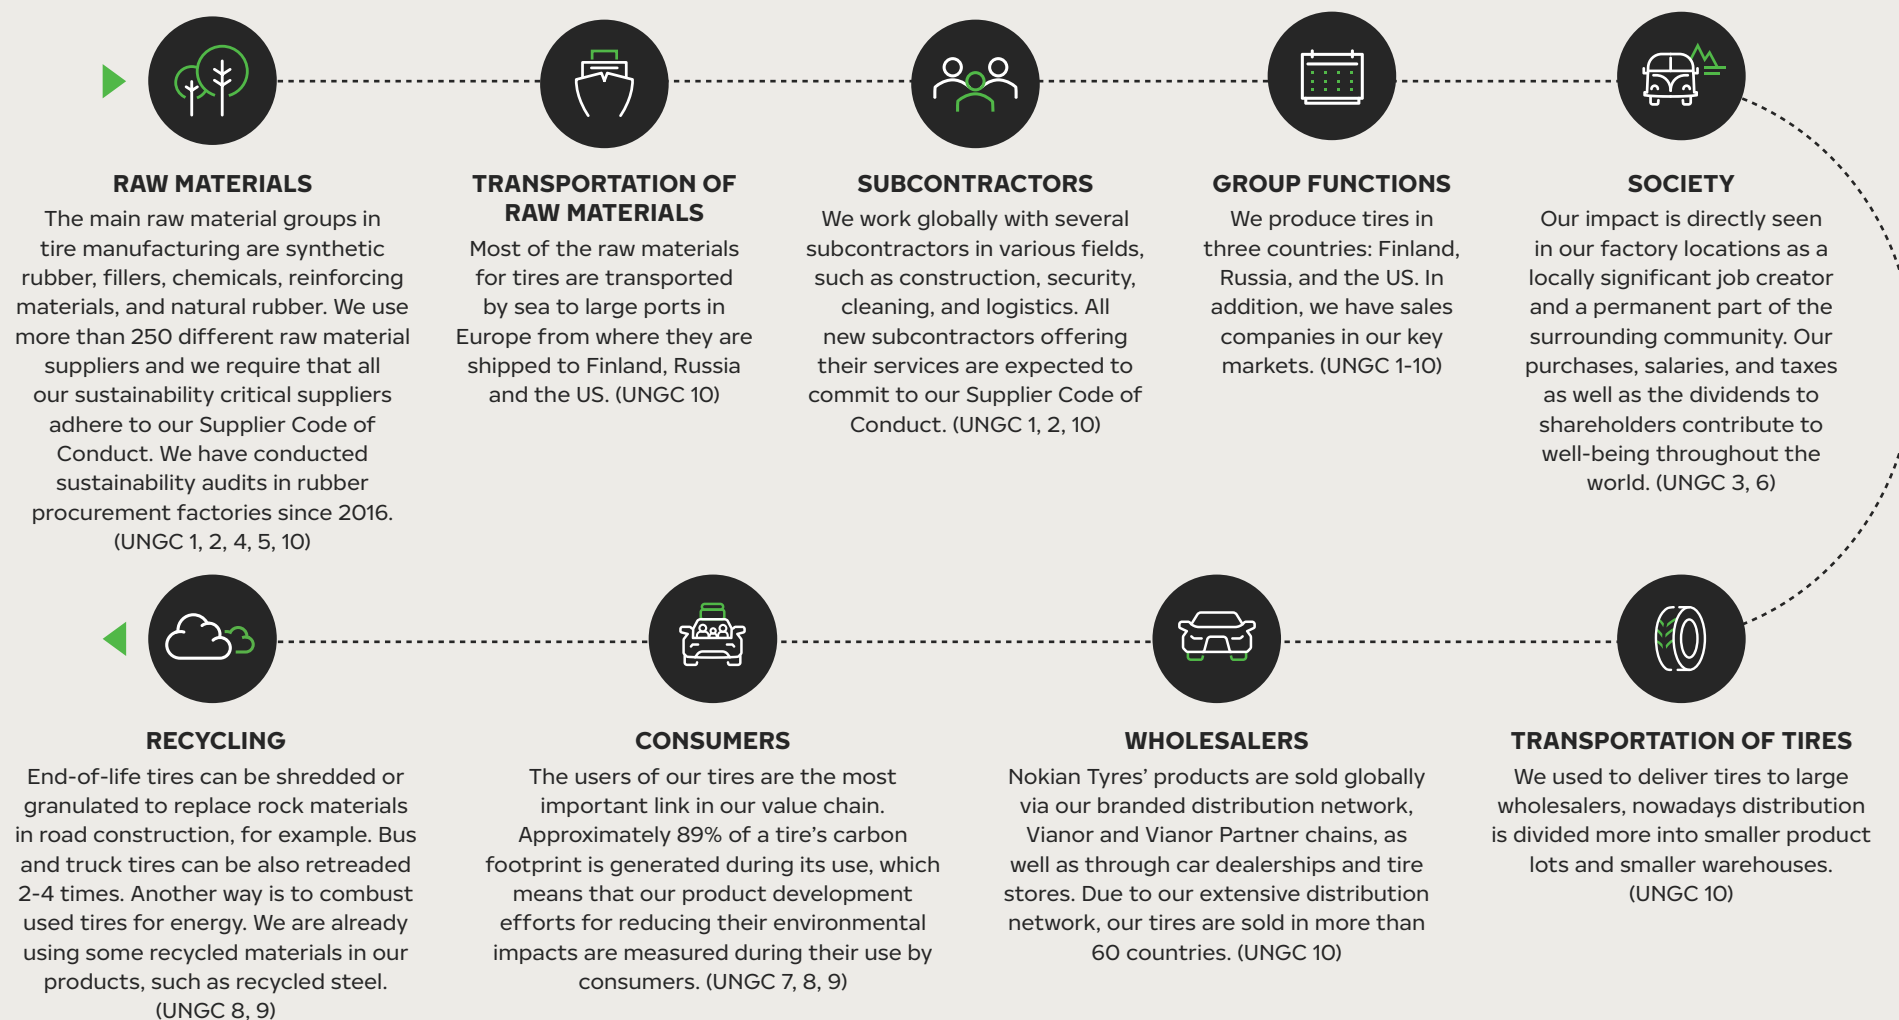 RAW MATERIALS
The main raw material groups in
tire manufacturing are synthetic
rubber, fillers, chemicals, reinforcing
materials, and natural rubber. We use
more than 250 different raw material
suppliers and we require that all
our sustainability critical suppliers
adhere to our Supplier Code of
Conduct. We have conducted
sustainability audits in rubber
procurement factories since 2016.
(UNGC 1, 2, 4, 5, 10)
TRANSPORTATION OF
RAW MATERIALS
Most of the raw materials
for tires are transported
by sea to large ports in
Europe from where they are
shipped to Finland, Russia
and the US. (UNGC 10)
SUBCONTRACTORS
We work globally with several
subcontractors in various fields,
such as construction, security,
cleaning, and logistics. All
new subcontractors offering
their services are expected to
commit to our Supplier Code of
Conduct. (UNGC 1, 2, 10)
GROUP FUNCTIONS
We produce tires in
three countries: Finland,
Russia, and the US. In
addition, we have sales
companies in our key
markets. (UNGC 1-10)
SOCIETY
Our impact is directly seen
in our factory locations as a
locally significant job creator
and a permanent part of the
surrounding community. Our
purchases, salaries, and taxes
as well as the dividends to
shareholders contribute to
well-being throughout the
world. (UNGC 3, 6)
RECYCLING
End-of-life tires can be shredded or
granulated to replace rock materials
in road construction, for example. Bus
and truck tires can be also retreaded
2-4 times. Another way is to combust
used tires for energy. We are already
using some recycled materials in our
products, such as recycled steel.
(UNGC 8, 9)
CONSUMERS
The users of our tires are the most
important link in our value chain.
Approximately 89% of a tire's carbon
footprint is generated during its use, which
means that our product development
efforts for reducing their environmental
impacts are measured during their use by
consumers. (UNGC 7, 8, 9)
WHOLESALERS
Nokian Tyres' products are sold globally
via our branded distribution network,
Vianor and Vianor Partner chains, as
well as through car dealerships and tire
stores. Due to our extensive distribution
network, our tires are sold in more than
60 countries. (UNGC 10)
TRANSPORTATION OF TIRES
We used to deliver tires to large
wholesalers, nowadays distribution
is divided more into smaller product
lots and smaller warehouses.
(UNGC 10)